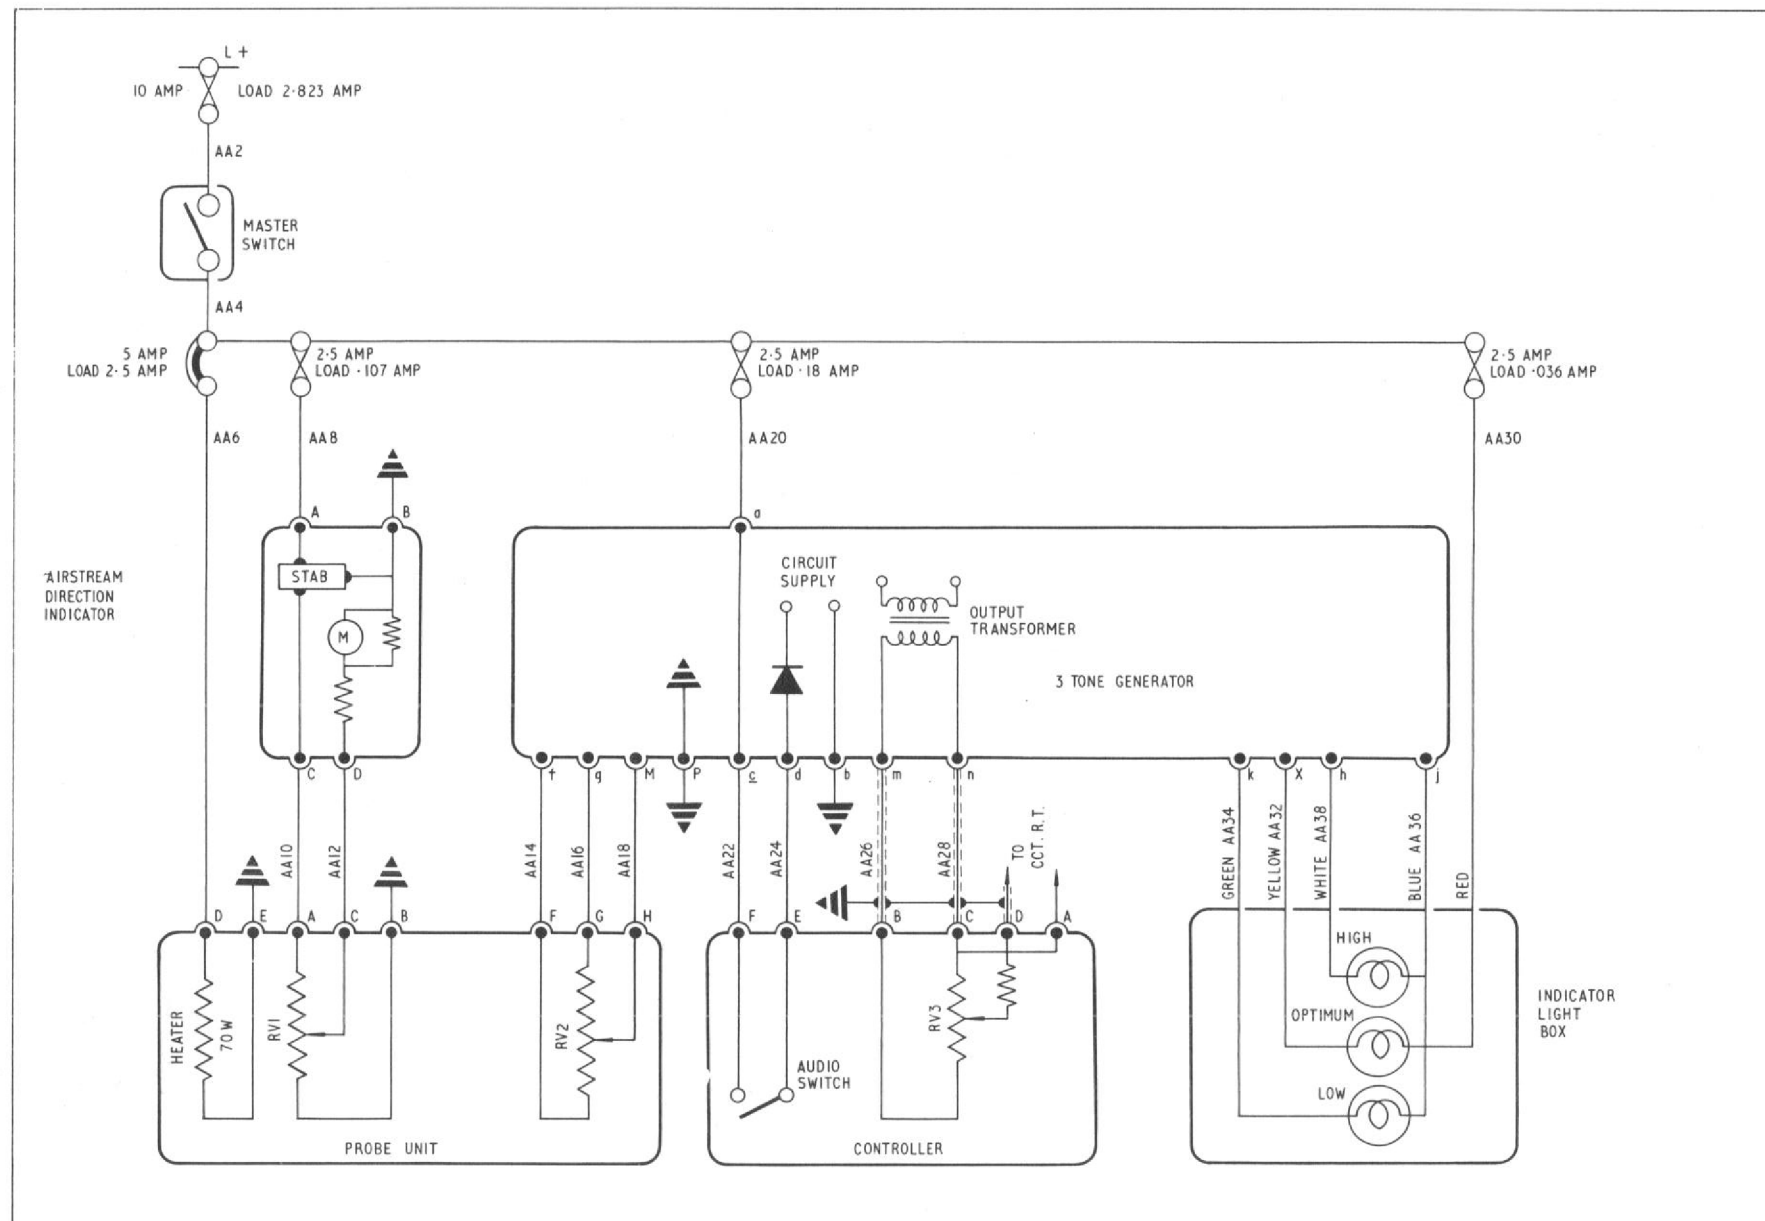 L +
10 AMP
LOAD 2·823 AMP
AA2
MASTER
SWITCH
AA4
5 AMP
LOAD 2·5 AMP
2·5 AMP
LOAD ·107 AMP
2·5 AMP
LOAD ·18 AMP
2·5 AMP
LOAD ·036 AMP
AA6
AA8
AA20
AA30
A
B
a
AIRSTREAM
DIRECTION
INDICATOR
STAB
M
CIRCUIT
SUPPLY
OUTPUT
TRANSFORMER
3 TONE GENERATOR
C
D
f
g
M
P
c
d
b
m
n
k
X
h
j
AA10
AA12
AA14
AA16
AA18
AA22
AA24
AA26
AA28
TO
CCT. R.T.
GREEN AA34
YELLOW AA32
WHITE AA38
BLUE AA36
RED
D
E
A
C
B
F
G
H
F
E
B
C
D
A
HEATER
70W
RV1
RV2
RV3
AUDIO
SWITCH
HIGH
OPTIMUM
LOW
INDICATOR
LIGHT
BOX
PROBE UNIT
CONTROLLER